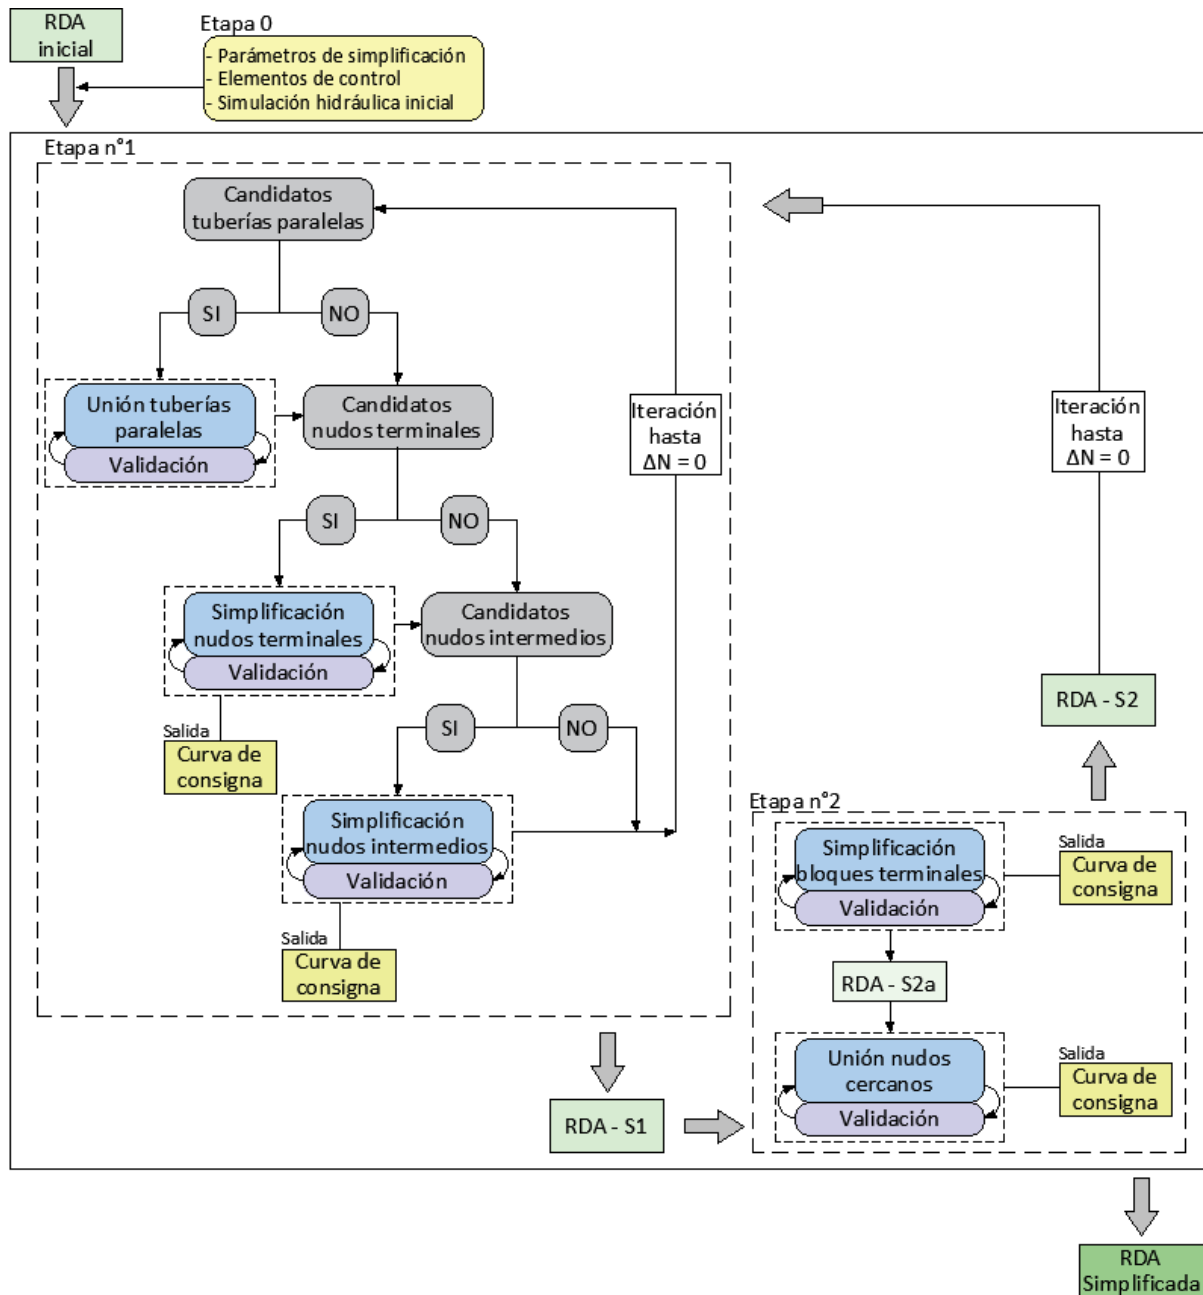 RDA
inicial
Etapa 0
- Parámetros de simplificación
- Elementos de control
- Simulación hidráulica inicial
Etapa n°1
Candidatos
tuberías paralelas
SI
NO
Unión tuberías
paralelas
Validación
Candidatos
nudos terminales
Iteración
hasta
ΔN = 0
Iteración
hasta
ΔN = 0
SI
NO
Simplificación
nudos terminales
Validación
Candidatos
nudos intermedios
Salida
Curva de
consigna
SI
NO
RDA - S2
Simplificación
nudos intermedios
Validación
Salida
Curva de
consigna
Etapa n°2
Simplificación
bloques terminales
Validación
Salida
Curva de
consigna
RDA - S2a
Unión nudos
cercanos
Validación
Salida
Curva de
consigna
RDA - S1
RDA
Simplificada